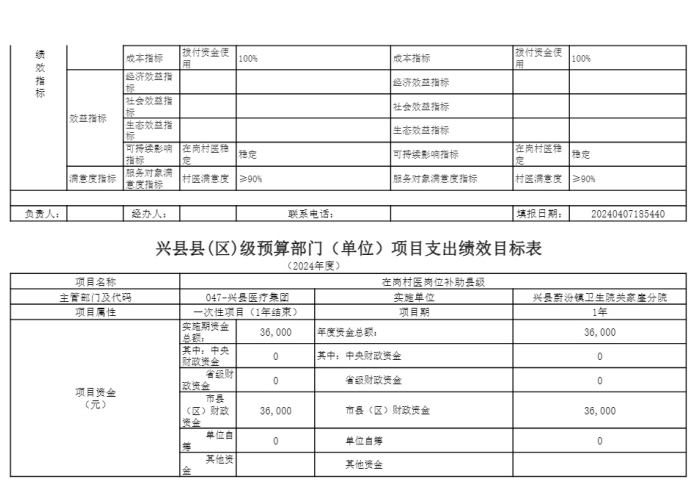 绩效指标
成本指标 拨付资金使用 100% 成本指标 拨付资金使用 100%
效益指标
经济效益指标 经济效益指标
社会效益指标 社会效益指标
生态效益指标 生态效益指标
可持续影响指标 在岗村医稳定 稳定 可持续影响指标 在岗村医稳定 稳定
满意度指标 服务对象满意度指标 村医满意度 ≥90% 服务对象满意度指标 村医满意度 ≥90%
负责人: 经办人: 联系电话: 填报日期: 20240407185440
兴县县(区)级预算部门（单位）项目支出绩效目标表
（2024年度）
项目名称 在岗村医岗位补助县级
主管部门及代码 047-兴县医疗集团 实施单位 兴县蔚汾镇卫生院关家崖分院
项目属性 一次性项目（1年结束） 项目期 1年
项目资金（元）
实施期资金总额: 36,000 年度资金总额: 36,000
其中: 中央财政资金 0 其中: 中央财政资金 0
省级财政资金 0 省级财政资金 0
市县（区）财政资金 36,000 市县（区）财政资金 36,000
单位自筹 0 单位自筹 0
其他资金 其他资金